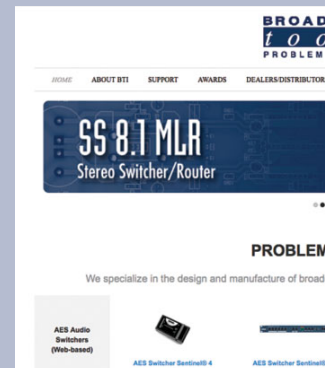 BROAD
to o
PROBLEM
HOME ABOUT BTI SUPPORT AWARDS DEALERS/DISTRIBUTOR
SS 8.1 MLR
Stereo Switcher/Router
PROBLEM
We specialize in the design and manufacture of broad
AES Audio
Switchers
(Web-based)
AES Switcher Sentinel® 4 AES Switcher Sentinel®